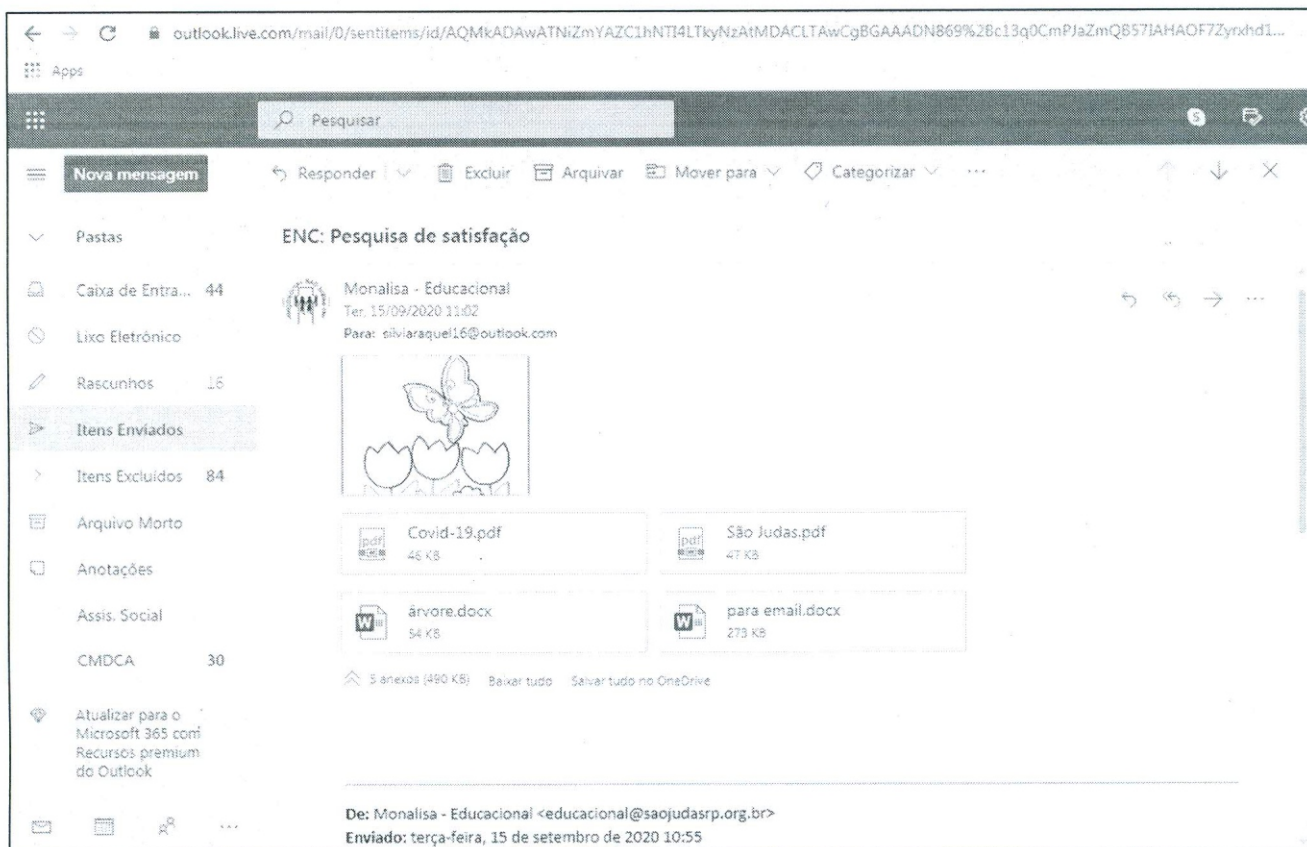 outlook.live.com/mail/0/sentitems/id/AQMkADAwATNiZmYAZC1hNTI4LTkyNzAtMDACLTAwCgBGAAADN869%2Bc13q0CmPJaZmQB57IAHAOF7Zyrxhd1...
Apps
Pesquisar
Nova mensagem
Responder
Excluir
Arquivar
Mover para
Categorizar
...
Pastas
ENC: Pesquisa de satisfação
Caixa de Entra... 44
Monalisa - Educacional
Ter, 15/09/2020 11:02
Para: silviaraquel16@outlook.com
Lixo Eletrônico
Rascunhos 16
Itens Enviados
Itens Excluídos 84
Arquivo Morto
Anotações
Assis. Social
CMDCA 30
Atualizar para o
Microsoft 365 com
Recursos premium
do Outlook
pdf
Covid-19.pdf
46 KB
pdf
São Judas.pdf
47 KB
W
árvore.docx
54 KB
W
para email.docx
273 KB
5 anexos (490 KB) Baixar tudo Salvar tudo no OneDrive
De: Monalisa - Educacional <educacional@saojudasrp.org.br>
Enviado: terça-feira, 15 de setembro de 2020 10:55